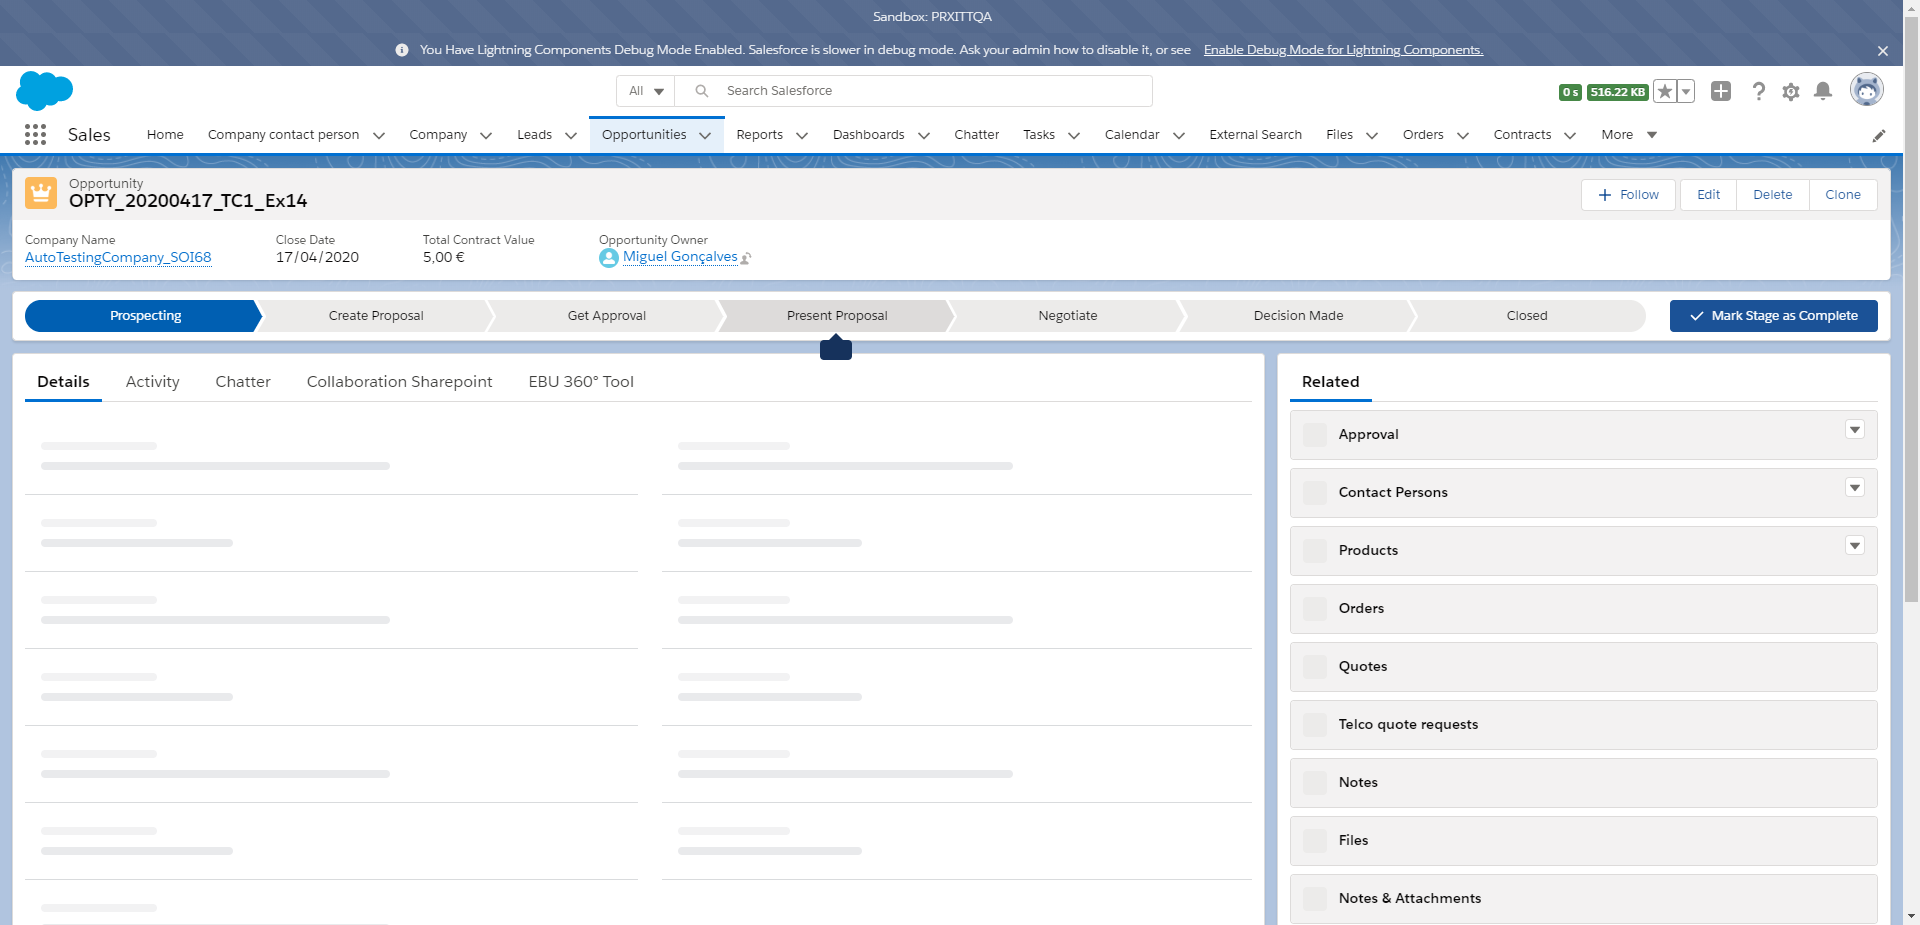 Sandbox: PRXITTQA
You Have Lightning Components Debug Mode Enabled. Salesforce is slower in debug mode. Ask your admin how to disable it, or see Enable Debug Mode for Lightning Components.
All Search Salesforce 0 s 516.22 KB
Sales Home Company contact person Company Leads Opportunities Reports Dashboards Chatter Tasks Calendar External Search Files Orders Contracts More
Opportunity
OPTY_20200417_TC1_Ex14
Follow Edit Delete Clone
Company Name Close Date Total Contract Value Opportunity Owner
AutoTestingCompany_SOI68 17/04/2020 5,00 € Miguel Gonçalves
Prospecting Create Proposal Get Approval Present Proposal Negotiate Decision Made Closed Mark Stage as Complete
Details Activity Chatter Collaboration Sharepoint EBU 360° Tool
Related
Approval
Contact Persons
Products
Orders
Quotes
Telco quote requests
Notes
Files
Notes & Attachments